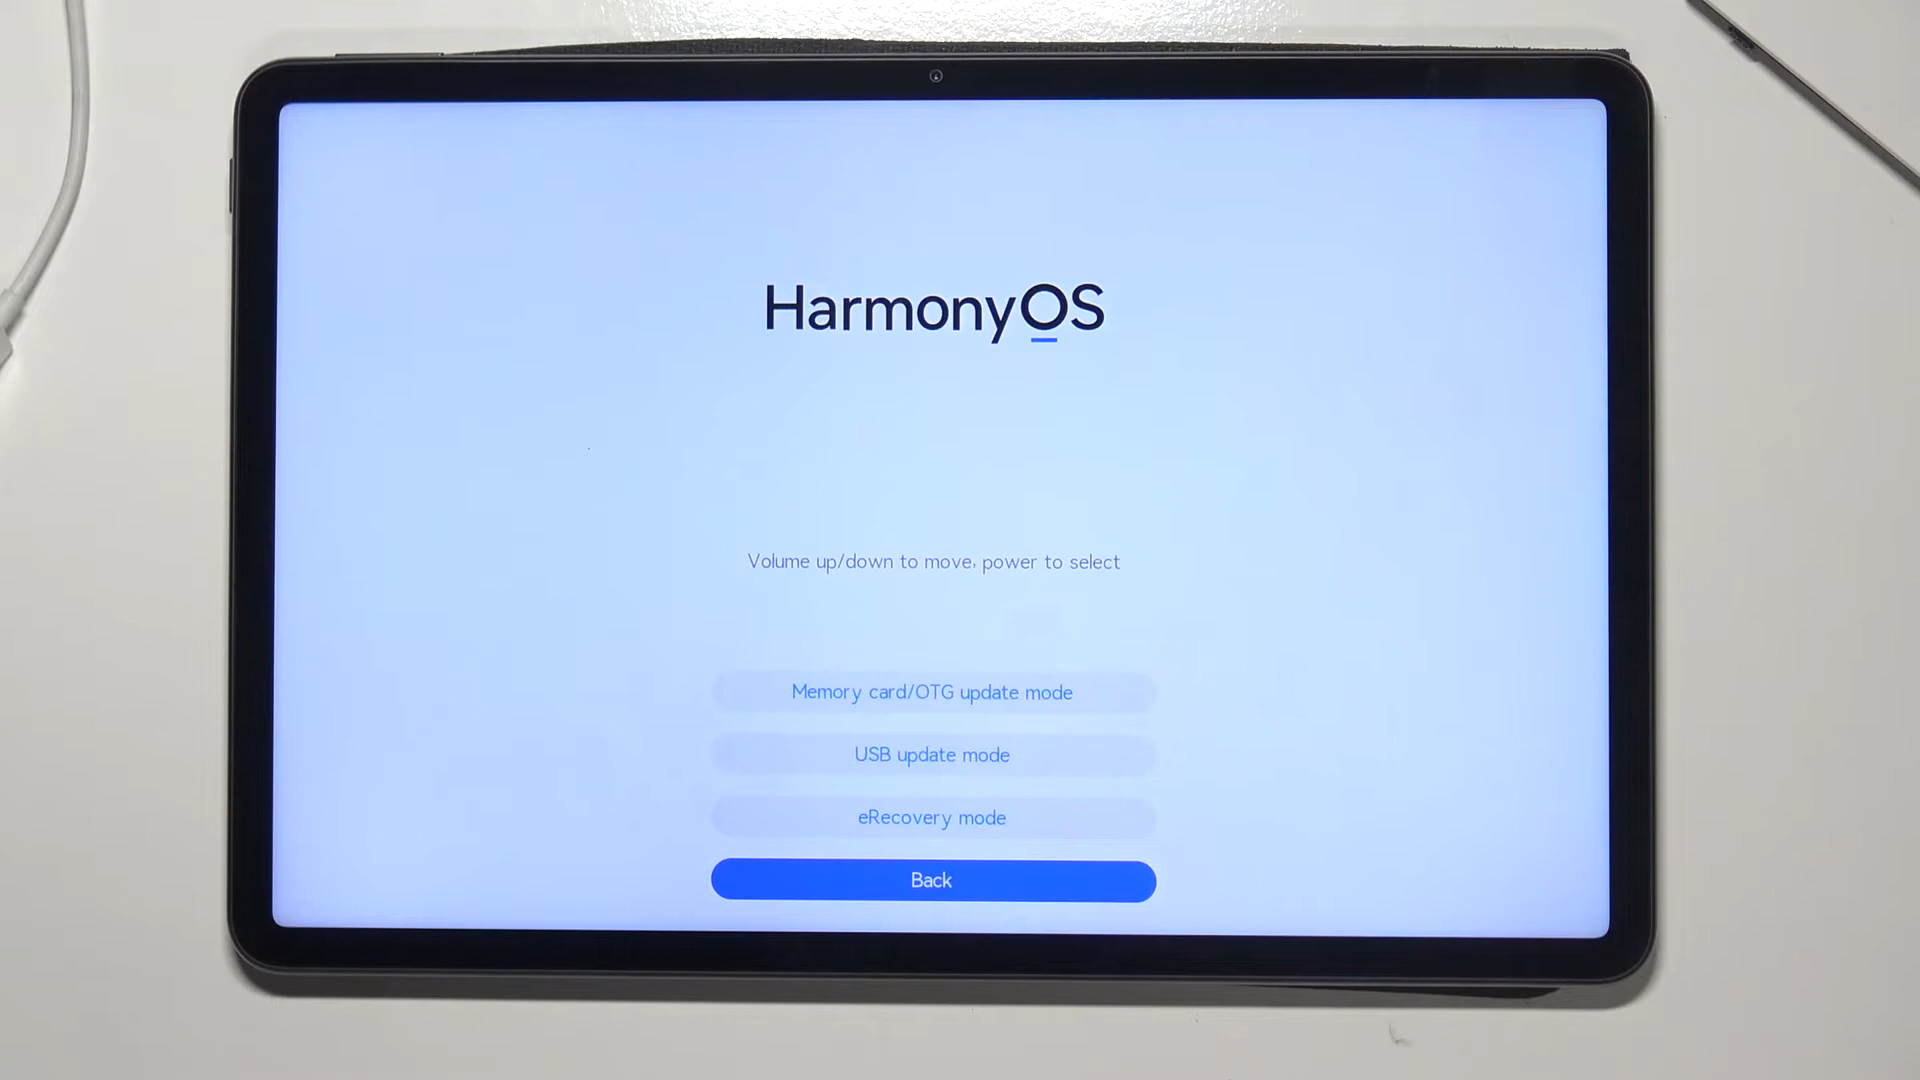 HarmonyOS
Volume up/down to move, power to select
Memory card/OTG update mode
USB update mode
eRecovery mode
Back